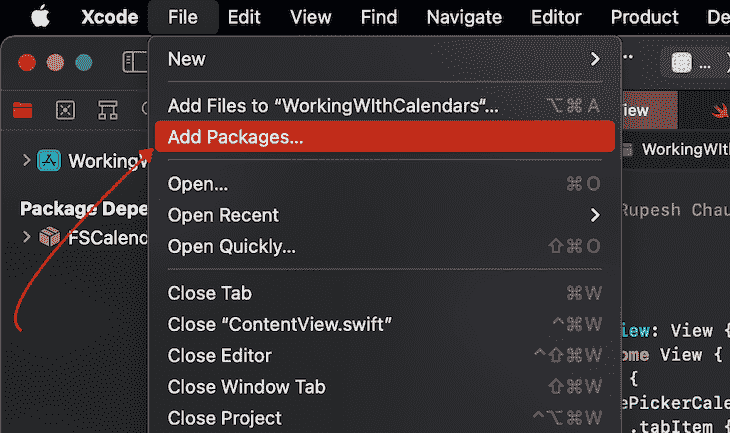 Xcode File Edit View Find Navigate Editor Product
New
Add Files to “WorkingWIthCalendars“... ⌥⌘A
Add Packages...
Open... ⌘O
Open Recent
Open Quickly... ⇧⌘O
Close Tab ⌘W
Close “ContentView.swift” ^⌘W
Close Editor ^⇧⌘W
Close Window Tab ⇧⌘W
Close Project ^⌥⌘W
WorkingW
Package Depe
FSCalend
iew
WorkingWIth
Rupesh Chau
iew: View {
ome View {
{
ePickerCale
.tabItem {